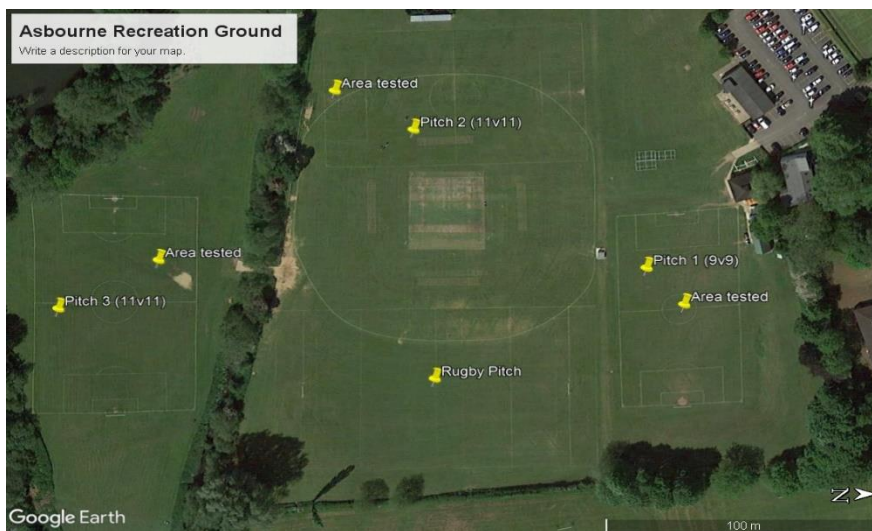 Asbourne Recreation Ground
Write a description for your map.
Area tested
Pitch 2 (11v11)
Area tested
Pitch 1 (9v9)
Pitch 3 (11v11)
Area tested
Rugby Pitch
Google Earth
N
100 m